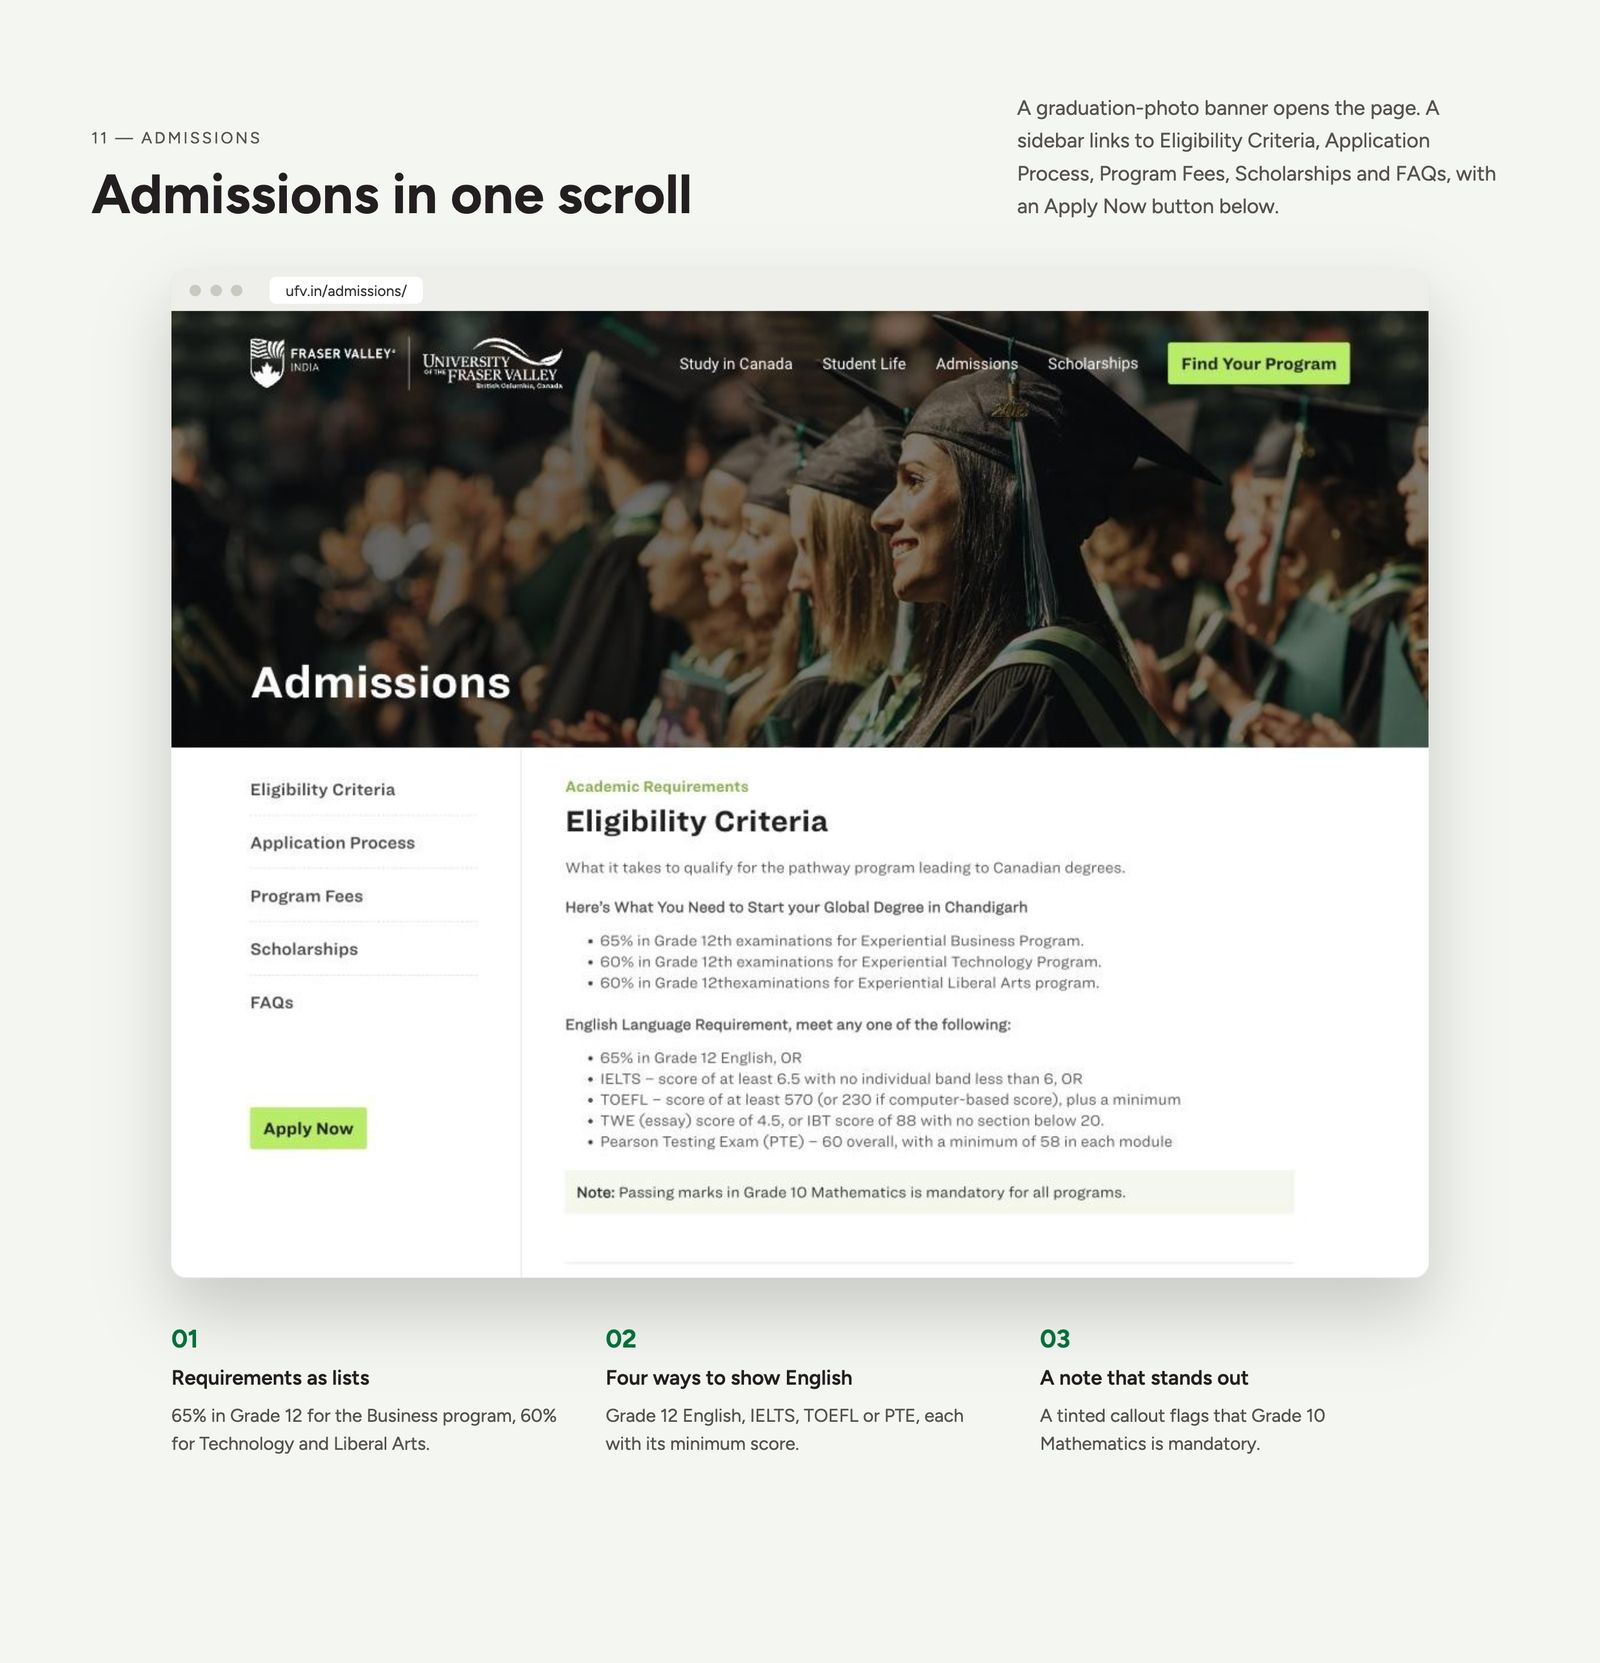 11 — ADMISSIONS
Admissions in one scroll
A graduation-photo banner opens the page. A
sidebar links to Eligibility Criteria, Application
Process, Program Fees, Scholarships and FAQs, with
an Apply Now button below.
ufv.in/admissions/
FRASER VALLEY
INDIA
UNIVERSITY
OF THE FRASER VALLEY
British Columbia, Canada
Study in Canada
Student Life
Admissions
Scholarships
Find Your Program
Admissions
Eligibility Criteria
Application Process
Program Fees
Scholarships
FAQs
Apply Now
Academic Requirements
Eligibility Criteria
What it takes to qualify for the pathway program leading to Canadian degrees.
Here's What You Need to Start your Global Degree in Chandigarh
• 65% in Grade 12th examinations for Experiential Business Program.
• 60% in Grade 12th examinations for Experiential Technology Program.
• 60% in Grade 12thexaminations for Experiential Liberal Arts program.
English Language Requirement, meet any one of the following:
• 65% in Grade 12 English, OR
• IELTS – score of at least 6.5 with no individual band less than 6, OR
• TOEFL – score of at least 570 (or 230 if computer-based score), plus a minimum
• TWE (essay) score of 4.5, or IBT score of 88 with no section below 20.
• Pearson Testing Exam (PTE) – 60 overall, with a minimum of 58 in each module
Note: Passing marks in Grade 10 Mathematics is mandatory for all programs.
01
Requirements as lists
65% in Grade 12 for the Business program, 60%
for Technology and Liberal Arts.
02
Four ways to show English
Grade 12 English, IELTS, TOEFL or PTE, each
with its minimum score.
03
A note that stands out
A tinted callout flags that Grade 10
Mathematics is mandatory.